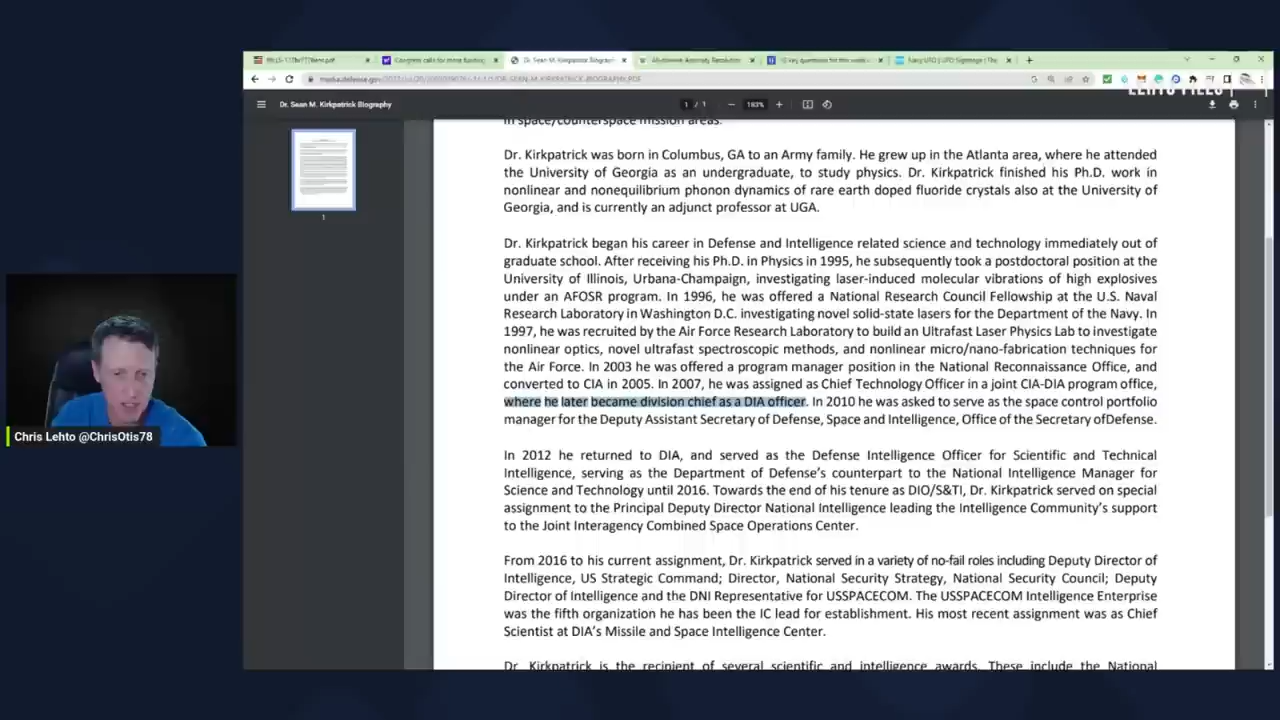 Congress calls for more funding
Dr. Sean M. Kirkpatrick Biography
LEHTO FILES
Dr. Sean M. Kirkpatrick Biography
1 / 1
183%
1
in space/counterspace mission areas.
Dr. Kirkpatrick was born in Columbus, GA to an Army family. He grew up in the Atlanta area, where he attended
the University of Georgia as an undergraduate, to study physics. Dr. Kirkpatrick finished his Ph.D. work in
nonlinear and nonequilibrium phonon dynamics of rare earth doped fluoride crystals also at the University of
Georgia, and is currently an adjunct professor at UGA.
Dr. Kirkpatrick began his career in Defense and Intelligence related science and technology immediately out of
graduate school. After receiving his Ph.D. in Physics in 1995, he subsequently took a postdoctoral position at the
University of Illinois, Urbana-Champaign, investigating laser-induced molecular vibrations of high explosives
under an AFOSR program. In 1996, he was offered a National Research Council Fellowship at the U.S. Naval
Research Laboratory in Washington D.C. investigating novel solid-state lasers for the Department of the Navy. In
1997, he was recruited by the Air Force Research Laboratory to build an Ultrafast Laser Physics Lab to investigate
nonlinear optics, novel ultrafast spectroscopic methods, and nonlinear micro/nano-fabrication techniques for
the Air Force. In 2003 he was offered a program manager position in the National Reconnaissance Office, and
converted to CIA in 2005. In 2007, he was assigned as Chief Technology Officer in a joint CIA-DIA program office,
where he later became division chief as a DIA officer. In 2010 he was asked to serve as the space control portfolio
manager for the Deputy Assistant Secretary of Defense, Space and Intelligence, Office of the Secretary ofDefense.
In 2012 he returned to DIA, and served as the Defense Intelligence Officer for Scientific and Technical
Intelligence, serving as the Department of Defense's counterpart to the National Intelligence Manager for
Science and Technology until 2016. Towards the end of his tenure as DIO/S&TI, Dr. Kirkpatrick served on special
assignment to the Principal Deputy Director National Intelligence leading the Intelligence Community's support
to the Joint Interagency Combined Space Operations Center.
From 2016 to his current assignment, Dr. Kirkpatrick served in a variety of no-fail roles including Deputy Director of
Intelligence, US Strategic Command; Director, National Security Strategy, National Security Council; Deputy
Director of Intelligence and the DNI Representative for USSPACECOM. The USSPACECOM Intelligence Enterprise
was the fifth organization he has been the IC lead for establishment. His most recent assignment was as Chief
Scientist at DIA's Missile and Space Intelligence Center.
Dr. Kirkpatrick is the recipient of several scientific and intelligence awards. These include the National
Chris Lehto @ChrisOtis78